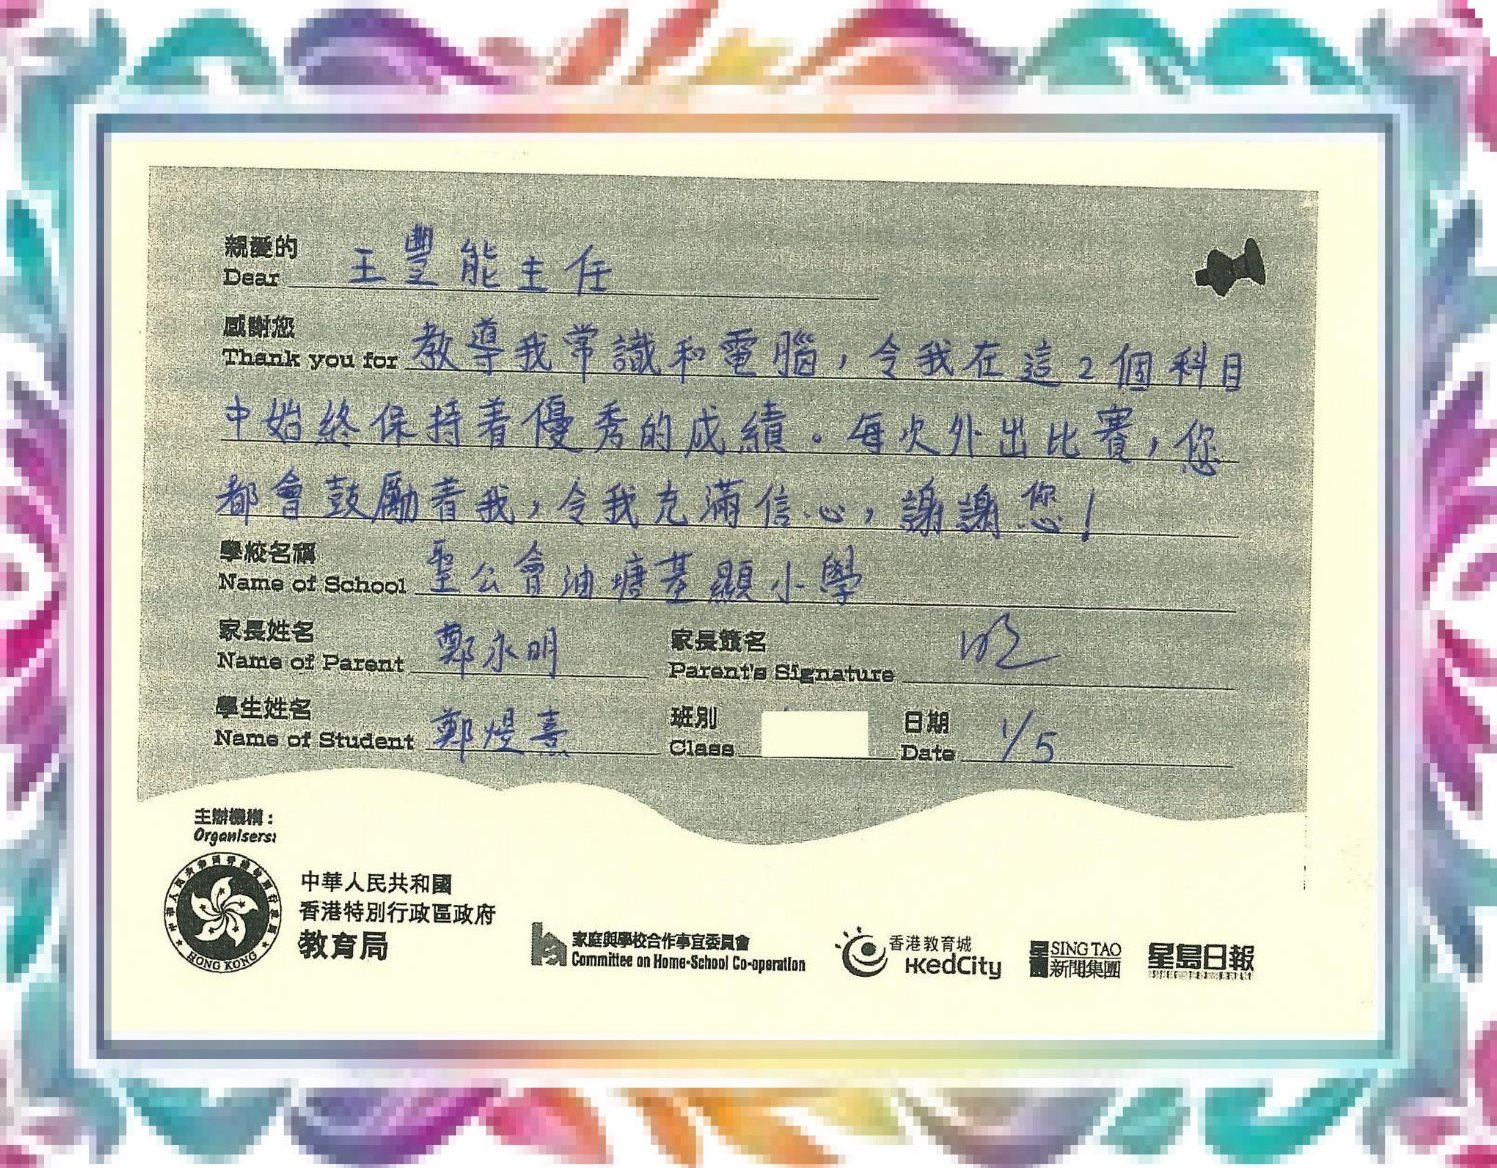 親愛的
Dear 王豐能主任
感謝您
Thank you for 教導我常識和電腦，令我在這2個科目
中始終保持着優秀的成績。每次外出比賽，您
都會鼓勵着我，令我充滿信心，謝謝您！
學校名稱
Name of School 聖公會油塘基顯小學
家長姓名 家長簽名
Name of Parent 鄭永明 Parent's Signature
學生姓名 班別 日期
Name of Student 鄭煜熹 Class Date 1/5
主辦機構：
Organisers:
中華人民共和國
香港特別行政區政府
教育局
HONG KONG
家庭與學校合作事宜委員會
Committee on Home-School Co-operation
香港教育城
HKedCity
星島 SING TAO
新聞集團
星島日報